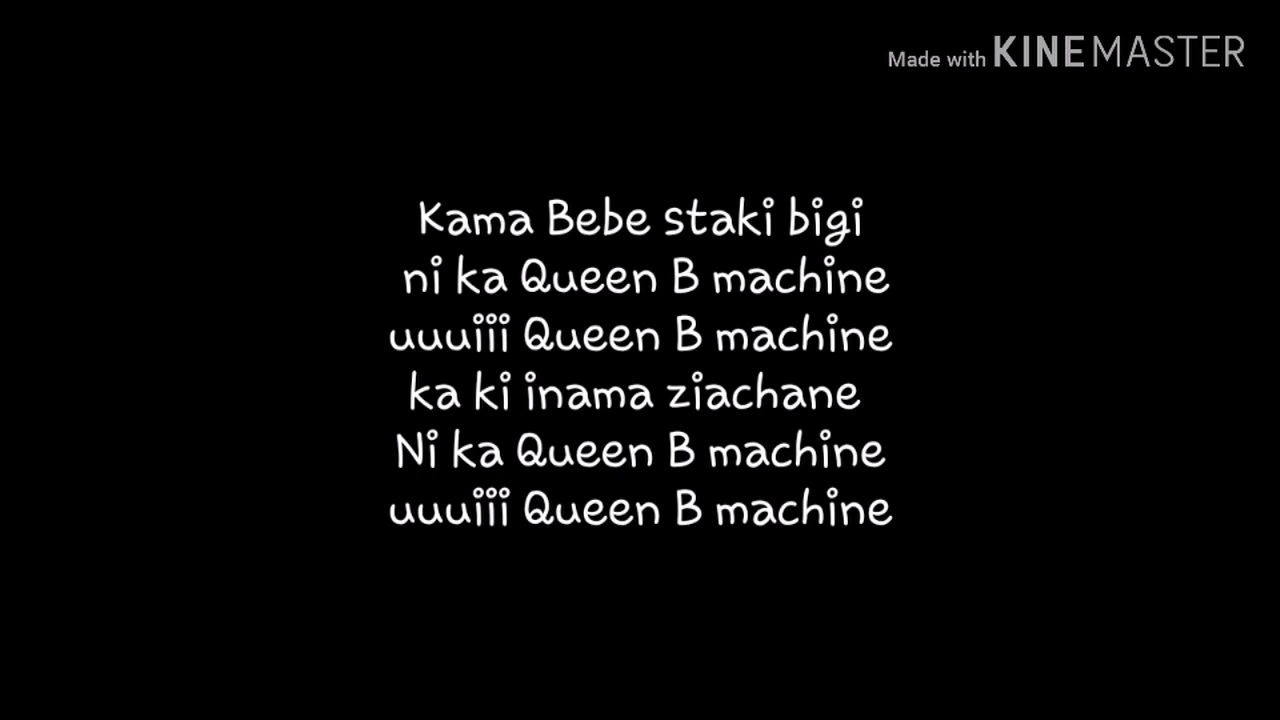 Made with KINEMASTER
Kama Bebe staki bigi
ni ka Queen B machine
uuuiii Queen B machine
ka ki inama ziachane
Ni ka Queen B machine
uuuiii Queen B machine